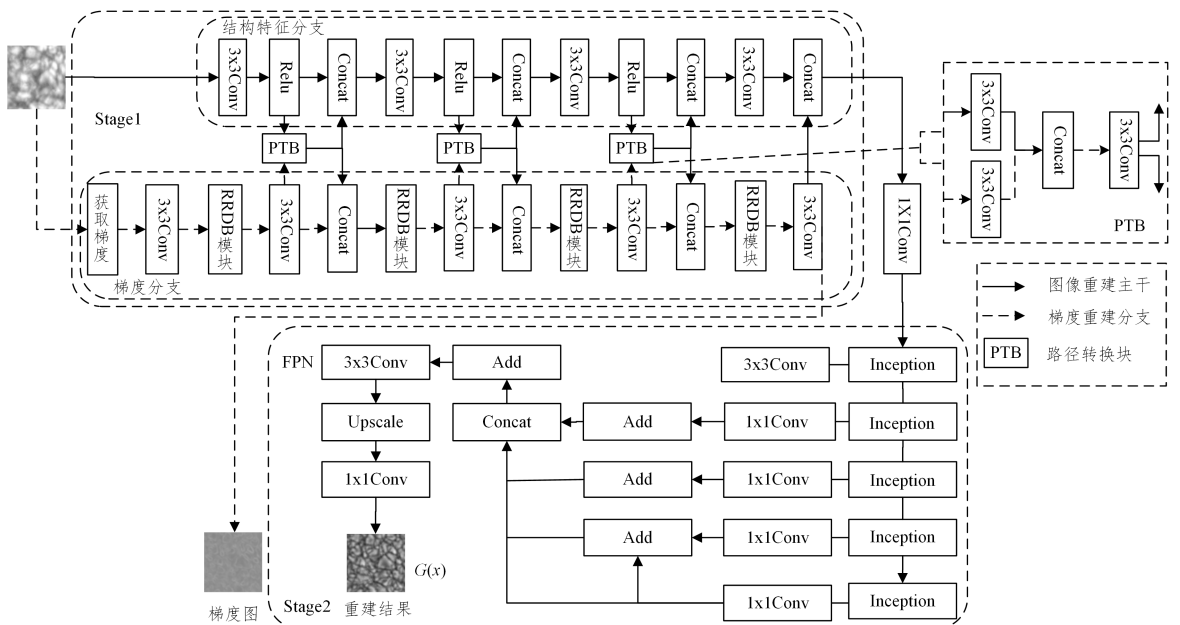 结构特征分支
3x3Conv
Relu
Concat
3x3Conv
Relu
Concat
3x3Conv
Relu
Concat
3x3Conv
Concat
Stage1
PTB
PTB
PTB
获取梯度
3x3Conv
RRDB模块
3x3Conv
Concat
RRDB模块
3x3Conv
Concat
RRDB模块
3x3Conv
Concat
RRDB模块
3x3Conv
梯度分支
3x3Conv
3x3Conv
Concat
3x3Conv
PTB
1X1Conv
图像重建主干
梯度重建分支
PTB
路径转换块
FPN
3x3Conv
Add
3x3Conv
Inception
Upscale
Concat
Add
1x1Conv
Inception
1x1Conv
Add
1x1Conv
Inception
Add
1x1Conv
Inception
G(x)
1x1Conv
Inception
梯度图
Stage2
重建结果